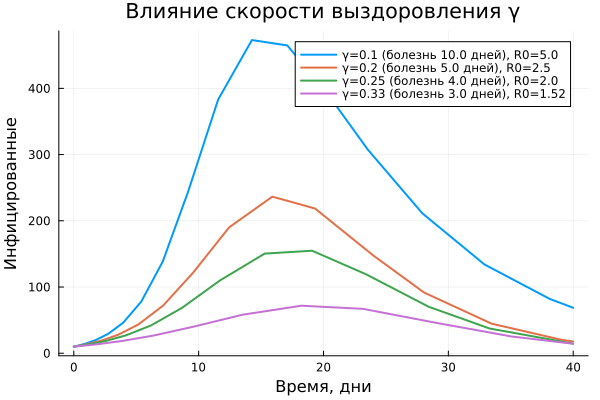 Влияние скорости выздоровления γ
γ=0.1 (болезнь 10.0 дней), R0=5.0
γ=0.2 (болезнь 5.0 дней), R0=2.5
γ=0.25 (болезнь 4.0 дней), R0=2.0
γ=0.33 (болезнь 3.0 дней), R0=1.52
Инфицированные
400
300
200
100
0
0 10 20 30 40
Время, дни